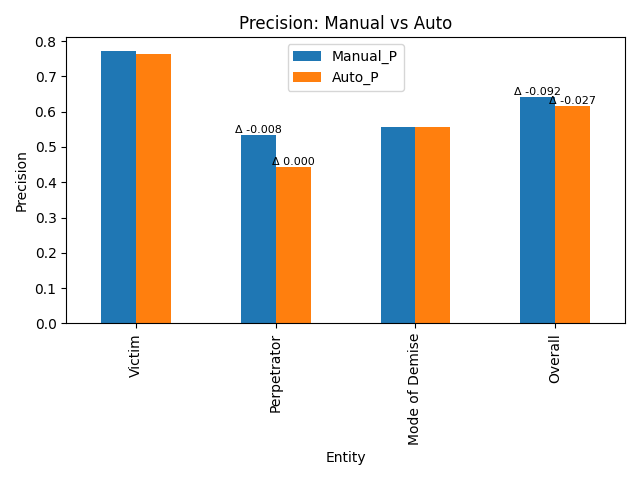 Precision: Manual vs Auto
Manual_P
Auto_P
Precision
0.8
0.7
0.6
0.5
0.4
0.3
0.2
0.1
0.0
Δ -0.008
Δ 0.000
Δ -0.092
Δ -0.027
Victim
Perpetrator
Mode of Demise
Overall
Entity